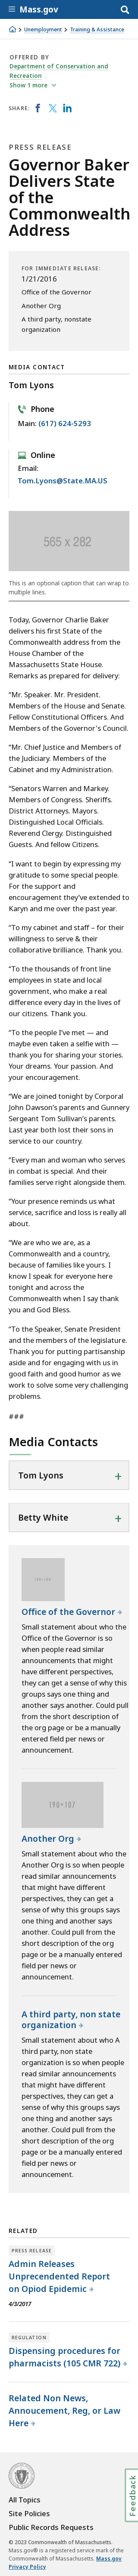 Mass.gov
Unemployment > Training & Assistance
OFFERED BY
Department of Conservation and
Recreation
Show 1 more
SHARE:
PRESS RELEASE
Governor Baker
Delivers State
of the
Commonwealth
Address
FOR IMMEDIATE RELEASE:
1/21/2016
Office of the Governor
Another Org
A third party, nonstate
organization
MEDIA CONTACT
Tom Lyons
Phone
Main: (617) 624-5293
Online
Email:
Tom.Lyons@State.MA.US
565 x 282
This is an optional caption that can wrap to
multiple lines.
Today, Governor Charlie Baker
delivers his first State of the
Commonwealth address from the
House Chamber of the
Massachusetts State House.
Remarks as prepared for delivery:
"Mr. Speaker. Mr. President.
Members of the House and Senate.
Fellow Constitutional Officers. And
Members of the Governor's Council.
"Mr. Chief Justice and Members of
the Judiciary. Members of the
Cabinet and my Administration.
"Senators Warren and Markey.
Members of Congress. Sheriffs.
District Attorneys. Mayors.
Distinguished Local Officials.
Reverend Clergy. Distinguished
Guests. And fellow Citizens.
"I want to begin by expressing my
gratitude to some special people.
For the support and
encouragement they've extended to
Karyn and me over the past year.
"To my cabinet and staff – for their
willingness to serve & their
collaborative brilliance. Thank you.
"To the thousands of front line
employees in state and local
government, who make a real
difference every day in the lives of
our citizens. Thank you.
"To the people I've met — and
maybe even taken a selfie with —
thank you for sharing your stories.
Your dreams. Your passion. And
your encouragement.
"We are joined tonight by Corporal
John Dawson's parents and Gunnery
Sergeant Tom Sullivan's parents.
Last year both lost their sons in
service to our country.
"Every man and woman who serves
in combat is special. And their
families serve right alongside them.
"Your presence reminds us what
service, sacrifice and loss is really all
about.
"We are who we are, as a
Commonwealth and a country,
because of families like yours. I
know I speak for everyone here
tonight and across the
Commonwealth when I say thank
you and God Bless.
"To the Speaker, Senate President
and the members of the legislature.
Thank you for putting partisanship
aside and for engaging with us in
good faith and good humor as we
work to solve some very challenging
problems.
###
Media Contacts
Tom Lyons
Betty White
Office of the Governor
Small statement about who the
Office of the Governor is so
when people read similar
announcements that might
have different perspectives,
they can get a sense of why this
groups says one thing and
another says another. Could pull
from the short description of
the org page or be a manually
entered field per news or
announcement.
190×107
Another Org
Small statement about who the
Another Org is so when people
read similar announcements
that might have different
perspectives, they can get a
sense of why this groups says
one thing and another says
another. Could pull from the
short description of the org
page or be a manually entered
field per news or
announcement.
A third party, non state
organization
Small statement about who A
third party, non state
organization is so when people
read similar announcements
that might have different
perspectives, they can get a
sense of why this groups says
one thing and another says
another. Could pull from the
short description of the org
page or be a manually entered
field per news or
announcement.
RELATED
PRESS RELEASE
Admin Releases
Unprecendented Report
on Opiod Epidemic
4/3/2017
REGULATION
Dispensing procedures for
pharmacists (105 CMR 722)
Related Non News,
Annoucement, Reg, or Law
Here
Feedback
All Topics
Site Policies
Public Records Requests
© 2023 Commonwealth of Massachusetts.
Mass.gov® is a registered service mark of the
Commonwealth of Massachusetts. Mass.gov
Privacy Policy